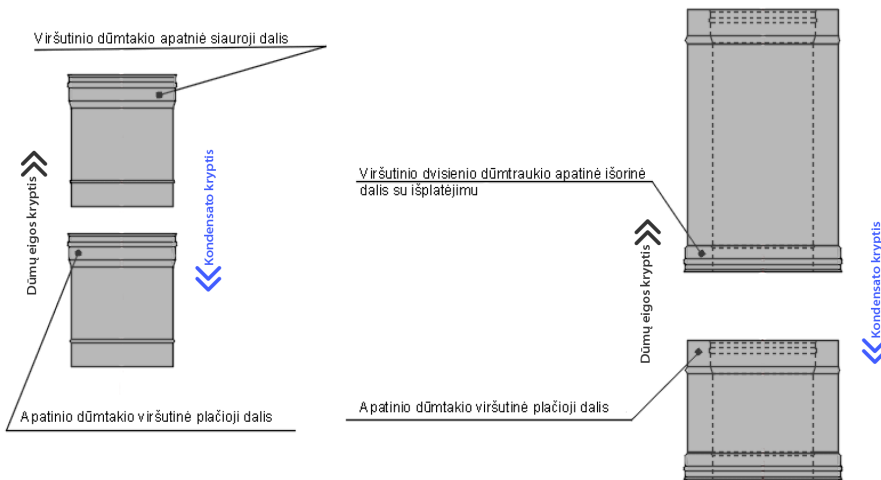 Viršutinio dūmtakio apatnié siauroji dalis
Dūmų eigos kryptis
Kondensato kryptis
Apatinio dūmtakio viršutinė plačioji dalis
Viršutinio dvisienio dūmtraukio apatinė išorinė
dalis su išplatėjimu
Dūmų eigos kryptis
Kondensato kryptis
Apatinio dūmtakio viršutinė plačioji dalis